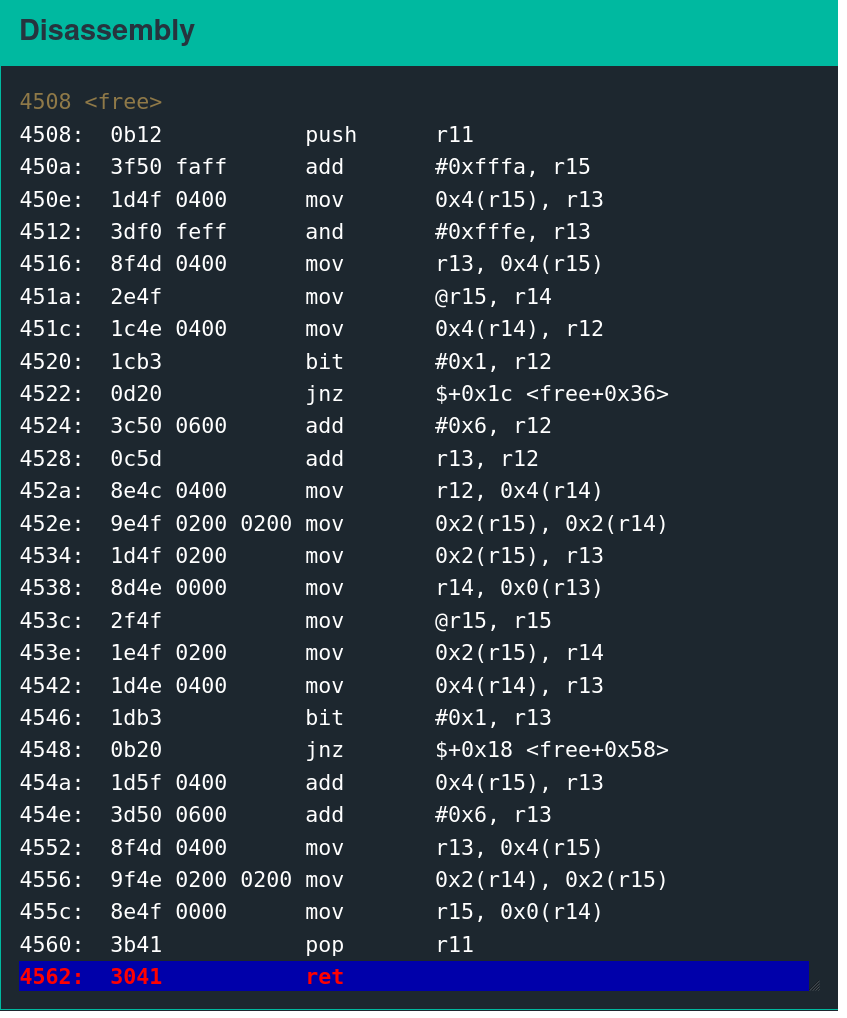 Disassembly
4508 <free>
4508:  0b12           push      r11
450a:  3f50 faff      add       #0xfffa, r15
450e:  1d4f 0400      mov       0x4(r15), r13
4512:  3df0 feff      and       #0xfffe, r13
4516:  8f4d 0400      mov       r13, 0x4(r15)
451a:  2e4f           mov       @r15, r14
451c:  1c4e 0400      mov       0x4(r14), r12
4520:  1cb3           bit       #0x1, r12
4522:  0d20           jnz       $+0x1c <free+0x36>
4524:  3c50 0600      add       #0x6, r12
4528:  0c5d           add       r13, r12
452a:  8e4c 0400      mov       r12, 0x4(r14)
452e:  9e4f 0200 0200 mov       0x2(r15), 0x2(r14)
4534:  1d4f 0200      mov       0x2(r15), r13
4538:  8d4e 0000      mov       r14, 0x0(r13)
453c:  2f4f           mov       @r15, r15
453e:  1e4f 0200      mov       0x2(r15), r14
4542:  1d4e 0400      mov       0x4(r14), r13
4546:  1db3           bit       #0x1, r13
4548:  0b20           jnz       $+0x18 <free+0x58>
454a:  1d5f 0400      add       0x4(r15), r13
454e:  3d50 0600      add       #0x6, r13
4552:  8f4d 0400      mov       r13, 0x4(r15)
4556:  9f4e 0200 0200 mov       0x2(r14), 0x2(r15)
455c:  8e4f 0000      mov       r15, 0x0(r14)
4560:  3b41           pop       r11
4562:  3041           ret